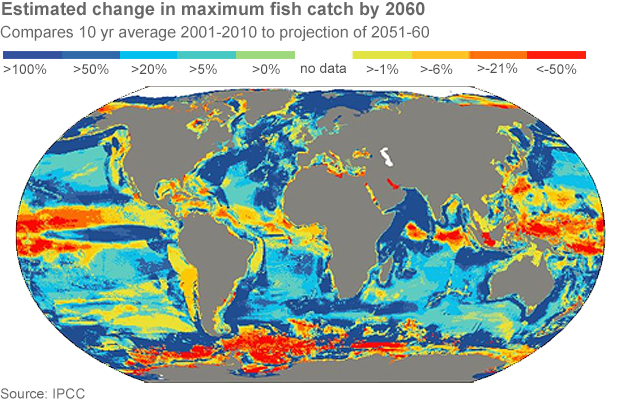 Estimated change in maximum fish catch by 2060
Compares 10 yr average 2001-2010 to projection of 2051-60
>100% >50% >20% >5% >0% no data >-1% >-6% >-21% <-50%
Source: IPCC